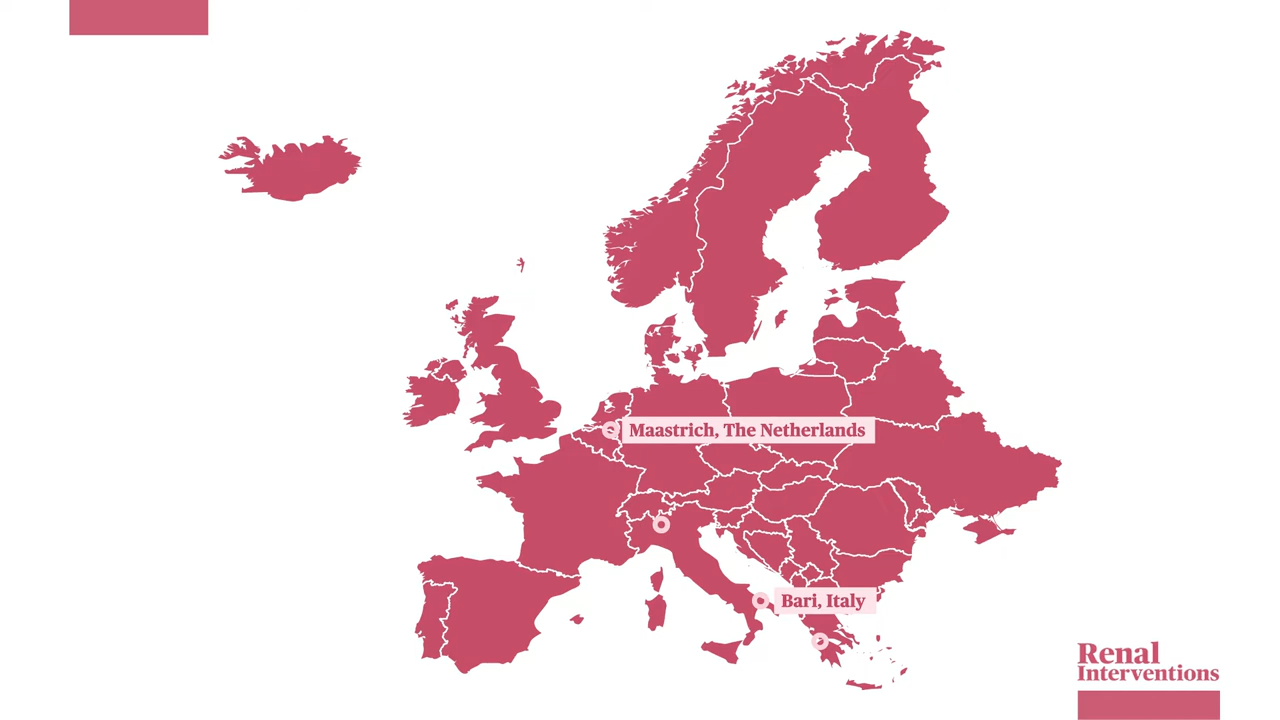 Maastrich, The Netherlands
Bari, Italy
Renal
Interventions